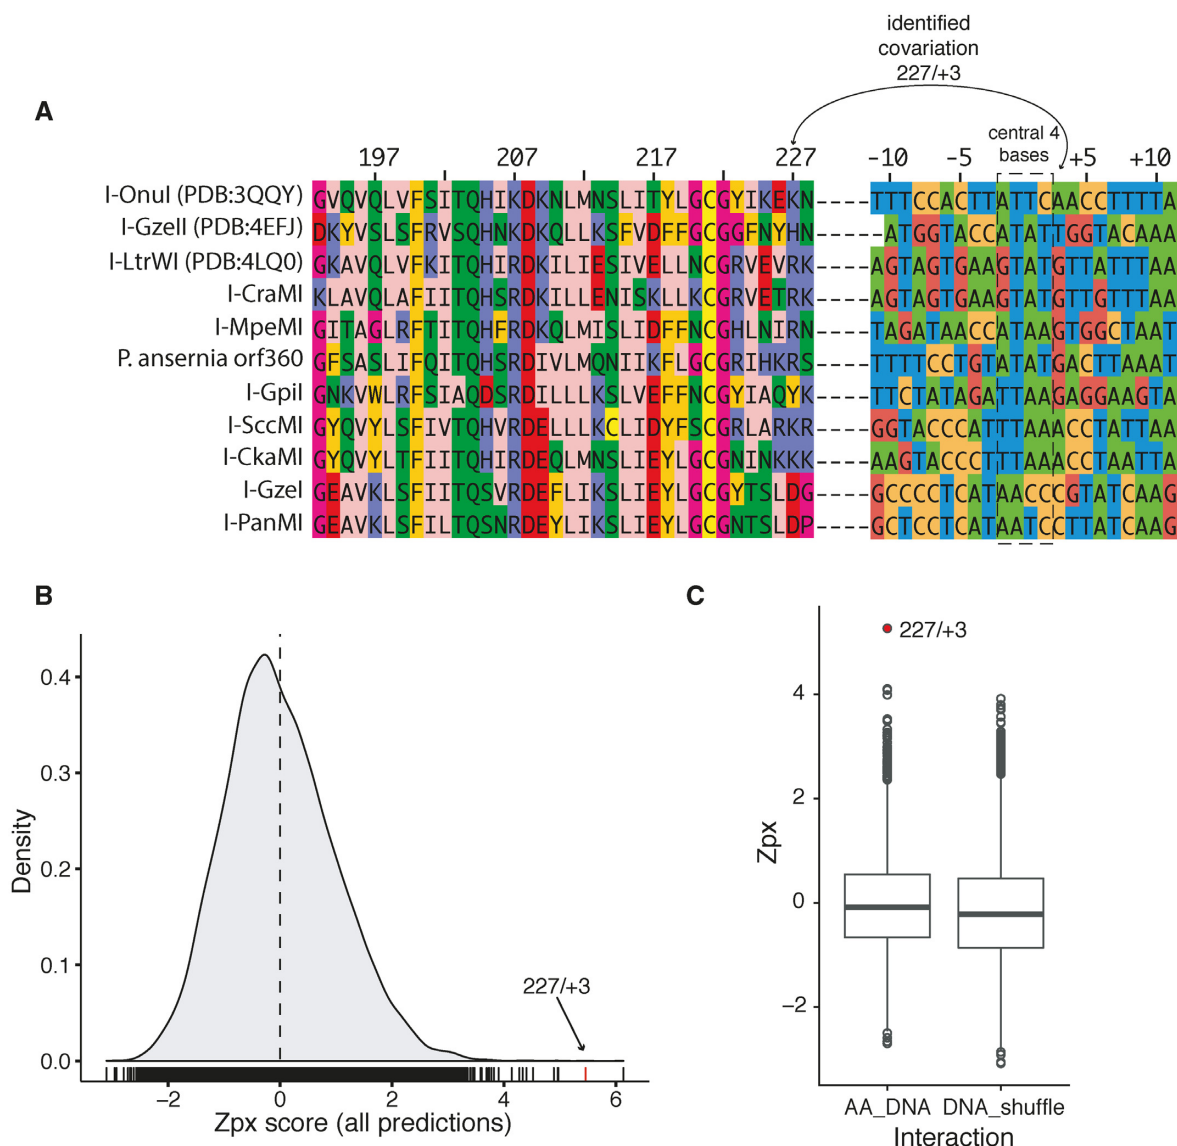 identified
covariation
227/+3
A
central 4
bases
197 207 217 227 -10 -5 +5 +10
I-OnuI (PDB:3QQY) GVQVQLVFSITQHIKDKNLMNSLITYLGCGYIKEKN ---- TTTCCACTTATTCAACCTTTTA
I-GzeII (PDB:4EFJ) DKYVSLSFRVSQHNKDKQLLKSFVDFFGCGGFNYHN ---- ATGGTACCATATTGGTACAAA
I-LtrWI (PDB:4LQ0) GKAVQLVFKITQHIRDKILIESIVELLNCGRVEVRK ---- AGTAGTGAAGTATGTTATTTAA
I-CraMI KLAVQLAFIITQHSRDKILLENISKLLKCGRVETRK ---- AGTAGTGAAGTATGTTGTTTAA
I-MpeMI GITAGLRFTITQHFRDKQLMISLIDFFNCGHLNIRN ---- TAGATAACCATAAGTGGCTAAT
P. ansernia orf360 GFSASLIFQITQHSRDIVLMQNIIKFLGCGRIHKRS ---- TTTTCCTGTATATGACTTAAAT
I-GpiI GNKVWLRFSIAQDSRDILLLKSLVEFFNCGYIAQYK ---- TTCTATAGATTAAGAGGAAGTA
I-SccMI GYQVYLSFIVTQHVRDELLLKCLIDYFSCGRLARKR ---- GGTACCCATTTAAACCTATTAA
I-CkaMI GYQVYLTFIITQHIRDEQLMNSLIEYLGCGNINKKK ---- AAGTACCCTTTAAACCTAATTA
I-GzeI GEAVKLSFIITQSVRDEFLIKSLIEYLGCGYTSLDG ---- GCCCCTCATAACCCGTATCAAG
I-PanMI GEAVKLSFILTQSNRDEYLIKSLIEYLGCGNTSLDP ---- GCTCCTCATAATCCTTATCAAG
B
Density
0.4
0.3
0.2
0.1
0.0
227/+3
−2 0 2 4 6
Zpx score (all predictions)
C
227/+3
Zpx
4
2
0
−2
AA_DNA DNA_shuffle
Interaction